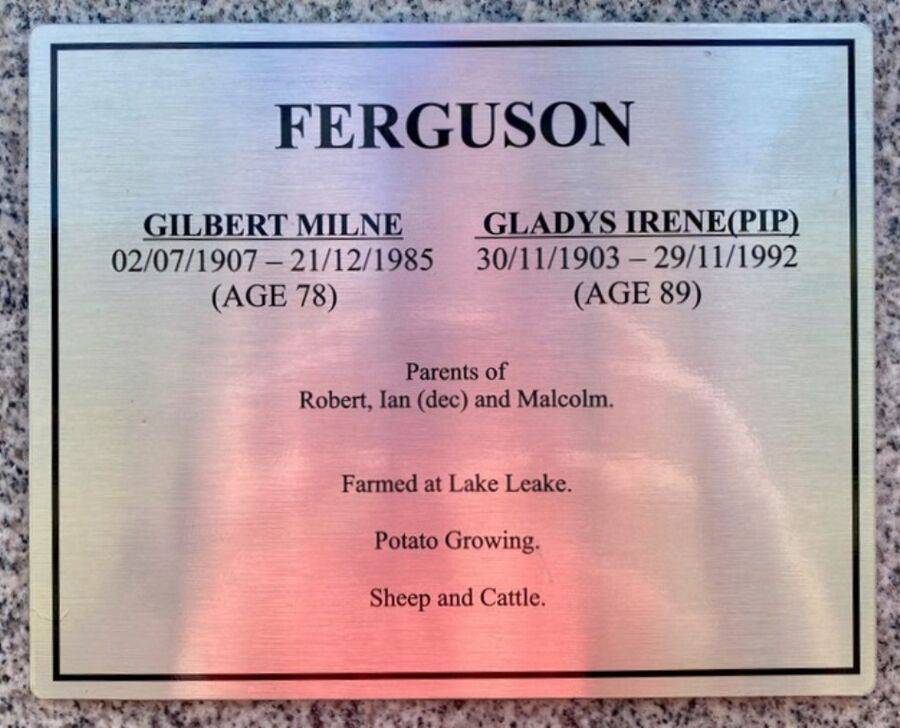 FERGUSON
GILBERT MILNE GLADYS IRENE(PIP)
02/07/1907 – 21/12/1985 30/11/1903 – 29/11/1992
(AGE 78) (AGE 89)
Parents of
Robert, Ian (dec) and Malcolm.
Farmed at Lake Leake.
Potato Growing.
Sheep and Cattle.